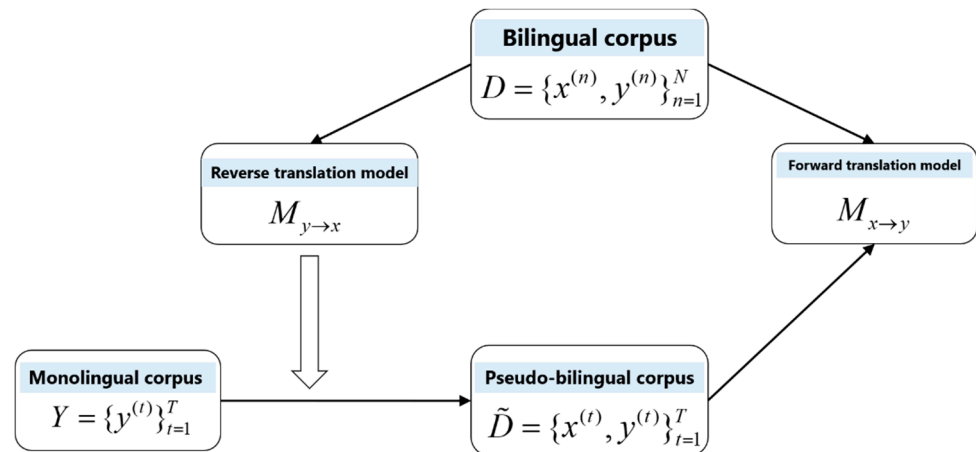 Bilingual corpus
D = {x^{(n)}, y^{(n)}}_{n=1}^{N}
Reverse translation model
M_{y→x}
Forward translation model
M_{x→y}
Monolingual corpus
Y = {y^{(t)}}_{t=1}^{T}
Pseudo-bilingual corpus
D̃ = {x^{(t)}, y^{(t)}}_{t=1}^{T}